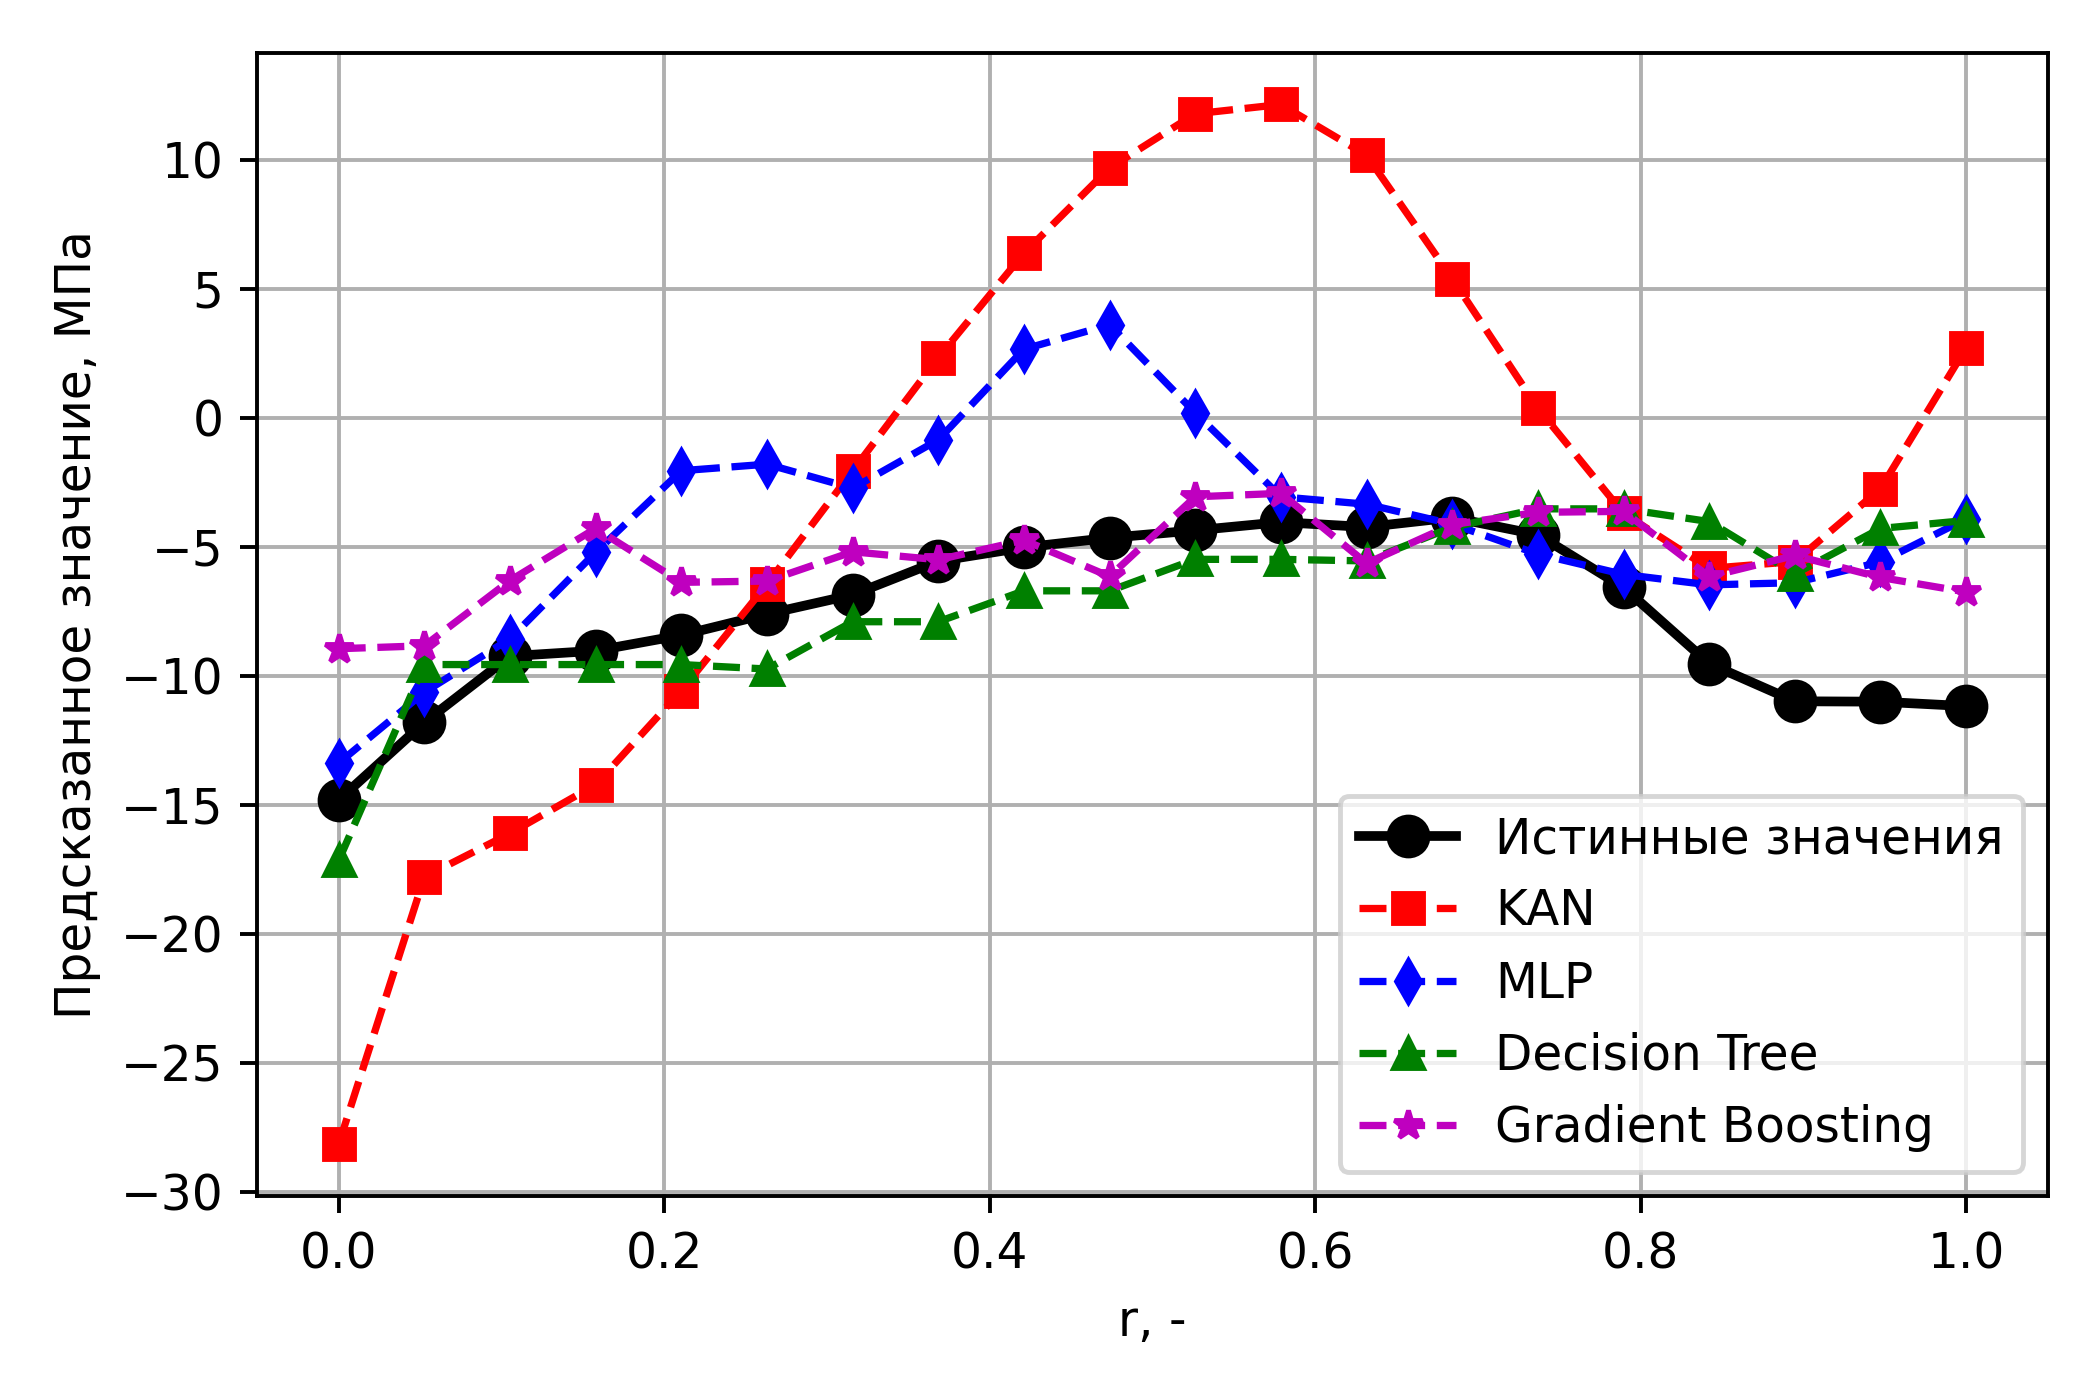 10
5
0
−5
−10
−15
−20
−25
−30
Предсказанное значение, МПа
Истинные значения
KAN
MLP
Decision Tree
Gradient Boosting
0.0 0.2 0.4 0.6 0.8 1.0
r, -